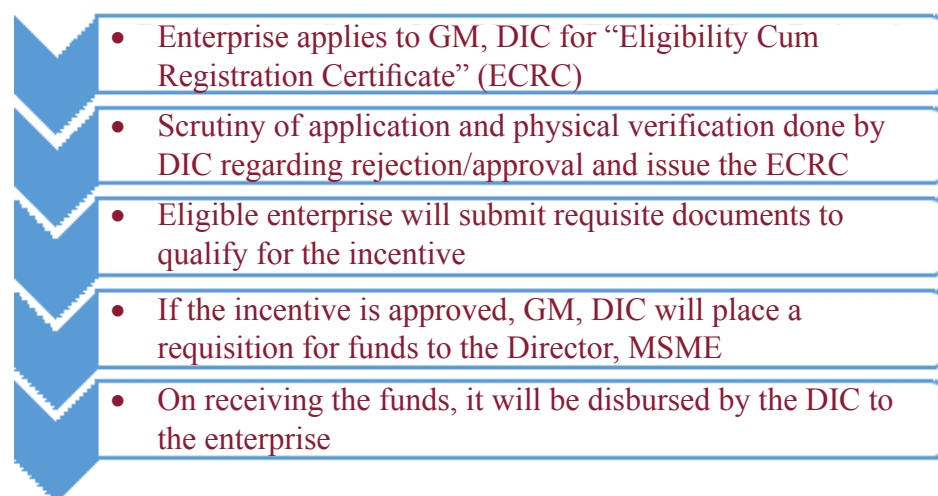 • Enterprise applies to GM, DIC for “Eligibility Cum
Registration Certificate” (ECRC)
• Scrutiny of application and physical verification done by
DIC regarding rejection/approval and issue the ECRC
• Eligible enterprise will submit requisite documents to
qualify for the incentive
• If the incentive is approved, GM, DIC will place a
requisition for funds to the Director, MSME
• On receiving the funds, it will be disbursed by the DIC to
the enterprise